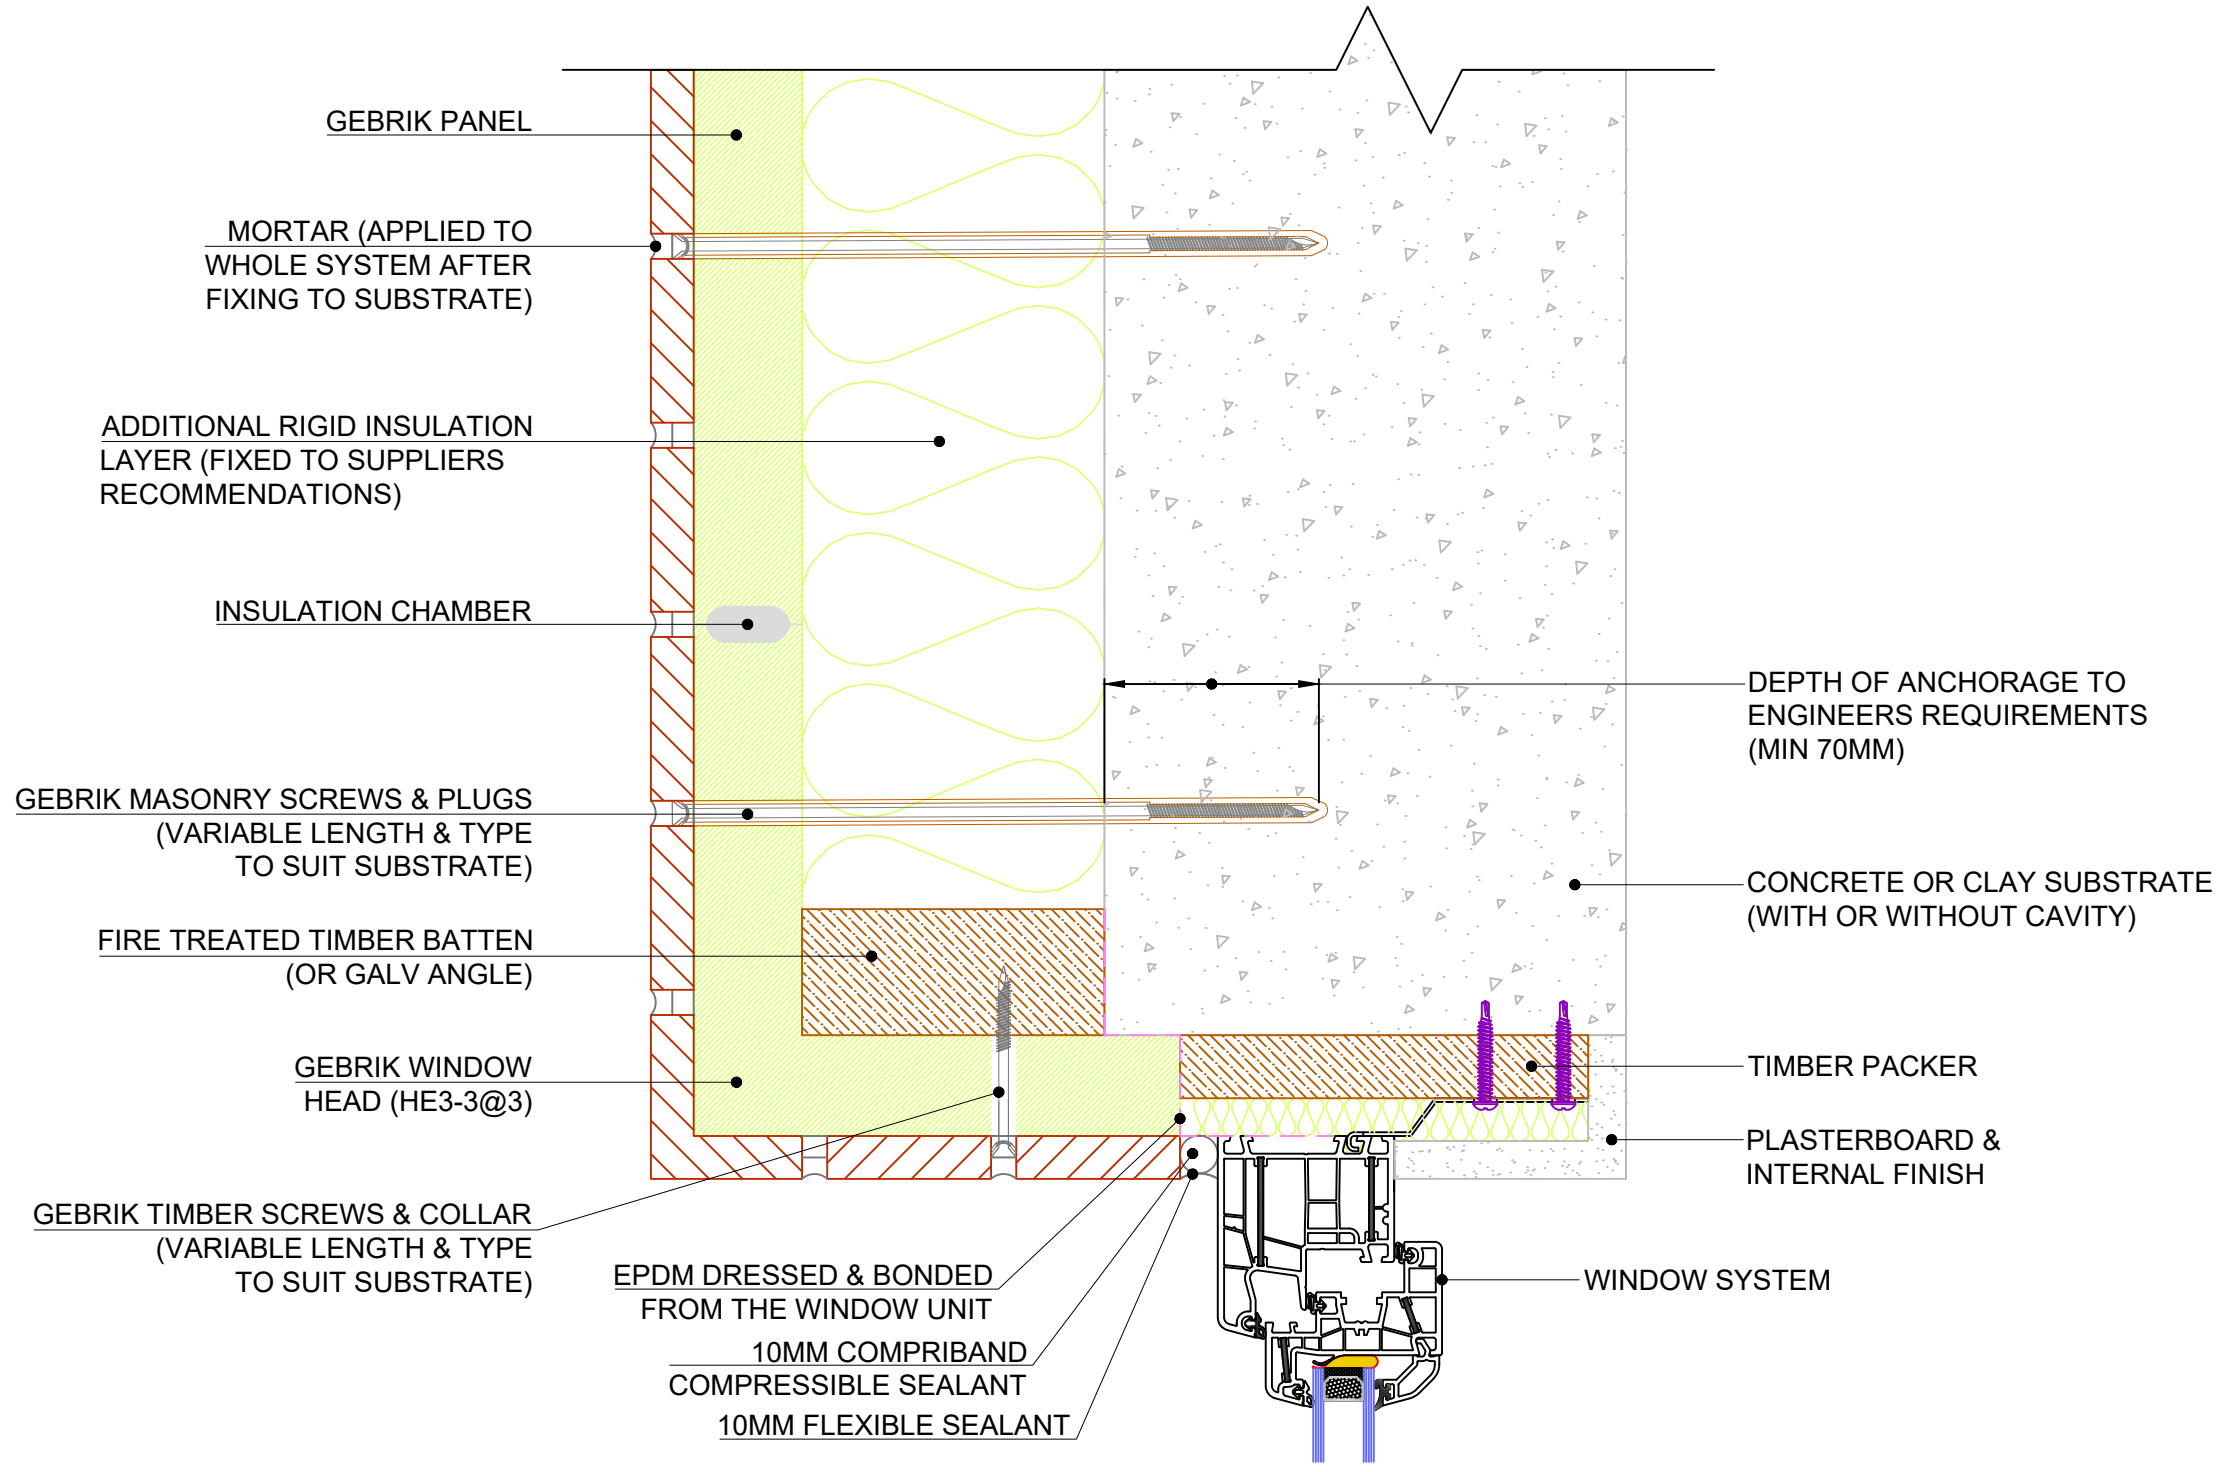 GEBRIK PANEL
MORTAR (APPLIED TO
WHOLE SYSTEM AFTER
FIXING TO SUBSTRATE)
ADDITIONAL RIGID INSULATION
LAYER (FIXED TO SUPPLIERS
RECOMMENDATIONS)
INSULATION CHAMBER
GEBRIK MASONRY SCREWS & PLUGS
(VARIABLE LENGTH & TYPE
TO SUIT SUBSTRATE)
FIRE TREATED TIMBER BATTEN
(OR GALV ANGLE)
GEBRIK WINDOW
HEAD (HE3-3@3)
GEBRIK TIMBER SCREWS & COLLAR
(VARIABLE LENGTH & TYPE
TO SUIT SUBSTRATE)
EPDM DRESSED & BONDED
FROM THE WINDOW UNIT
10MM COMPRIBAND
COMPRESSIBLE SEALANT
10MM FLEXIBLE SEALANT
DEPTH OF ANCHORAGE TO
ENGINEERS REQUIREMENTS
(MIN 70MM)
CONCRETE OR CLAY SUBSTRATE
(WITH OR WITHOUT CAVITY)
TIMBER PACKER
PLASTERBOARD &
INTERNAL FINISH
WINDOW SYSTEM